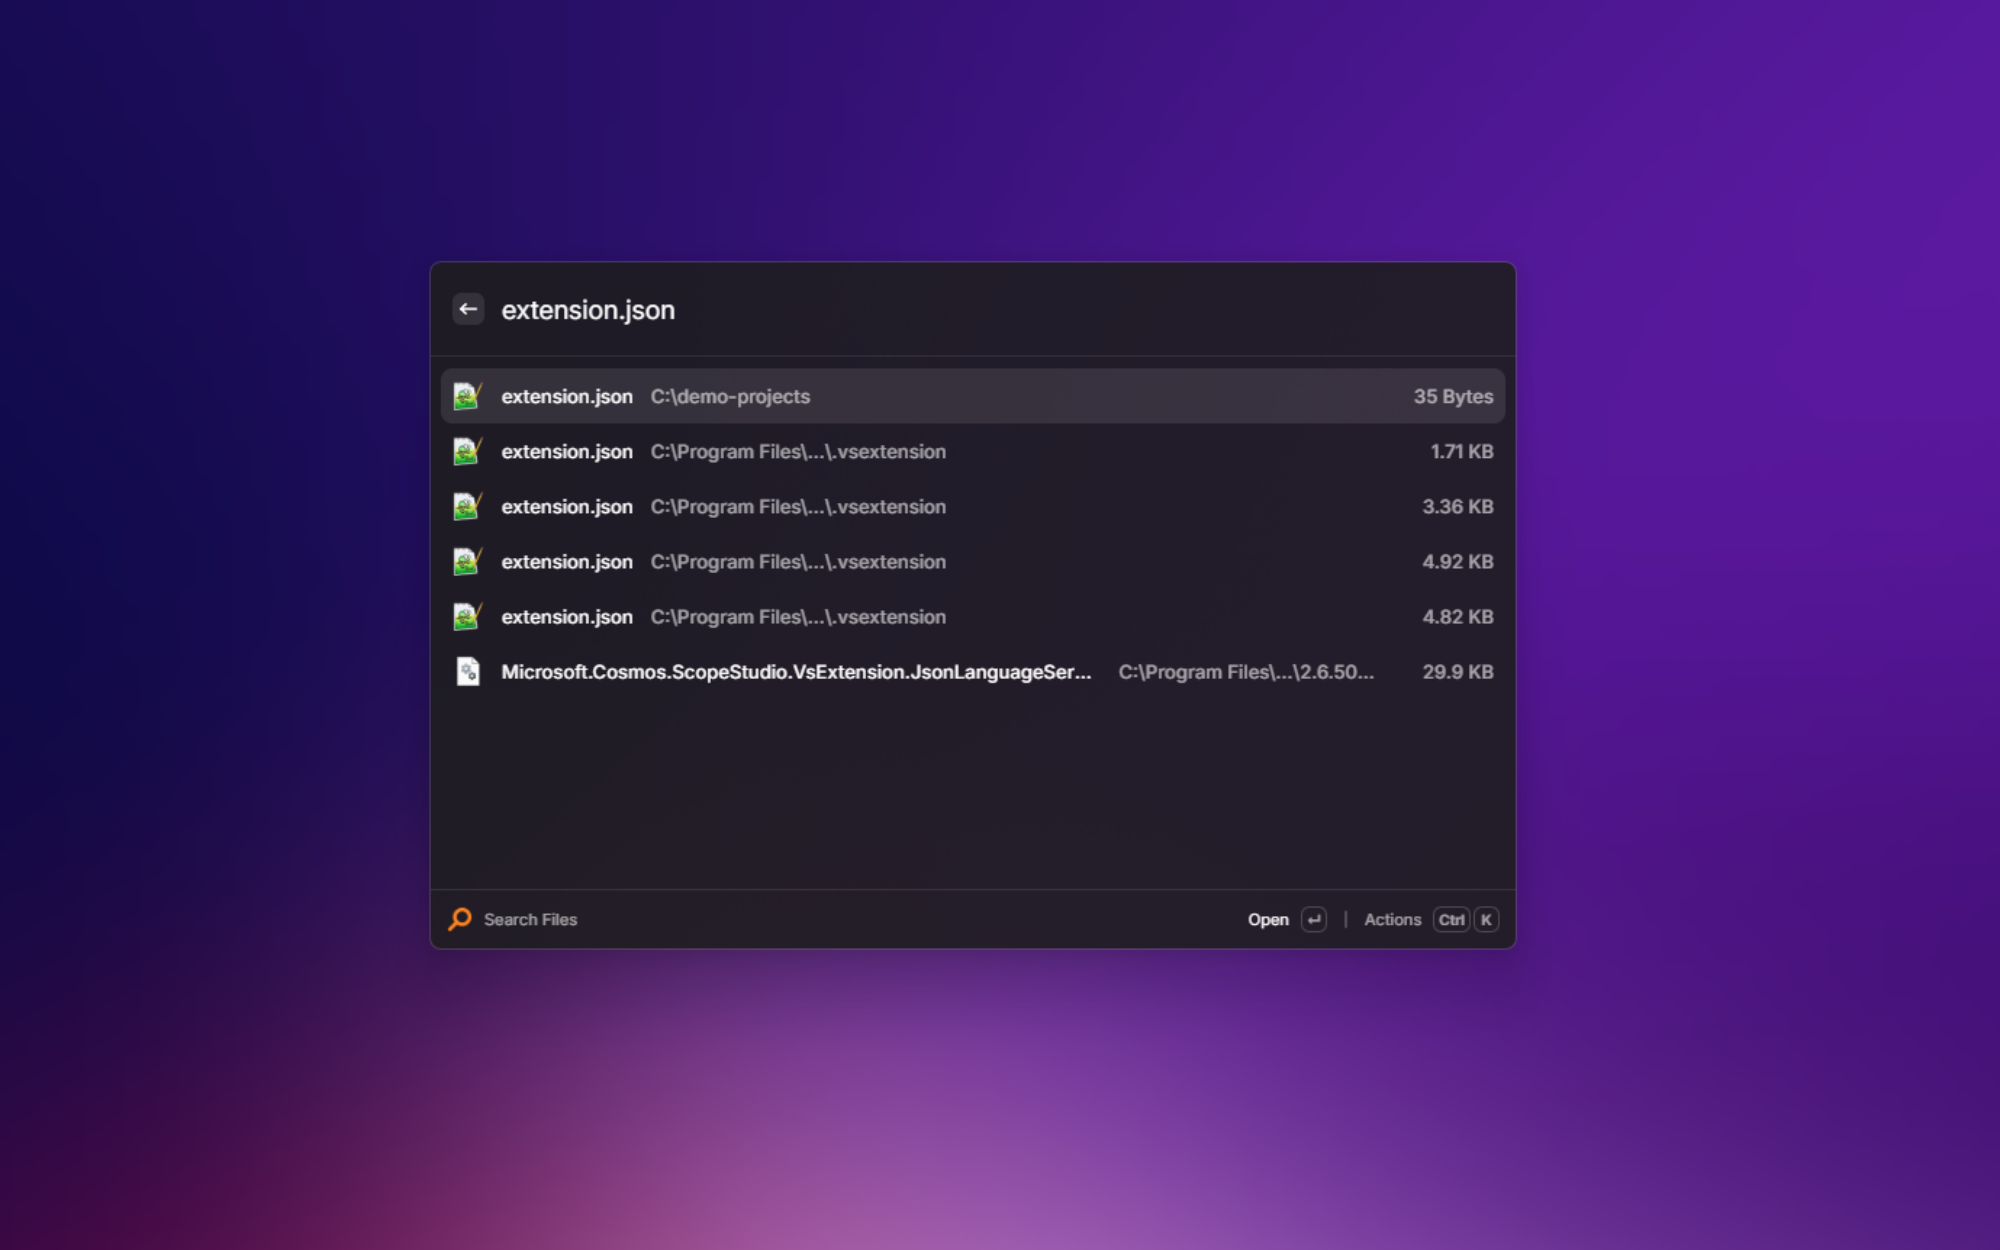 extension.json
extension.json C:\demo-projects 35 Bytes
extension.json C:\Program Files\...\.vsextension 1.71 KB
extension.json C:\Program Files\...\.vsextension 3.36 KB
extension.json C:\Program Files\...\.vsextension 4.92 KB
extension.json C:\Program Files\...\.vsextension 4.82 KB
Microsoft.Cosmos.ScopeStudio.VsExtension.JsonLanguageSer... C:\Program Files\...\2.6.50... 29.9 KB
Search Files Open ↵ | Actions Ctrl K